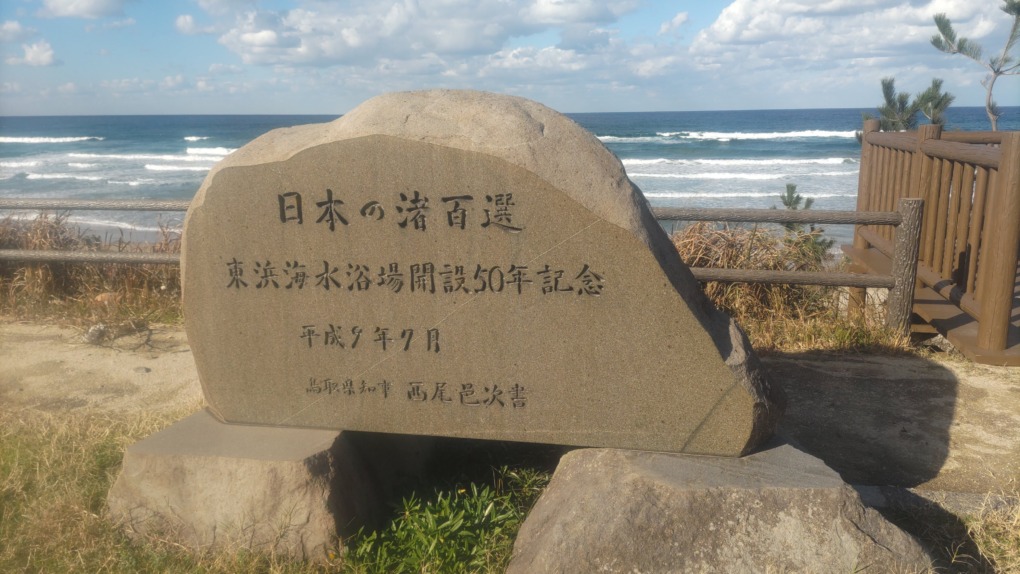 日本の渚百選
東浜海水浴場開設50年記念
平成9年7月
鳥取県知事 西尾邑次書